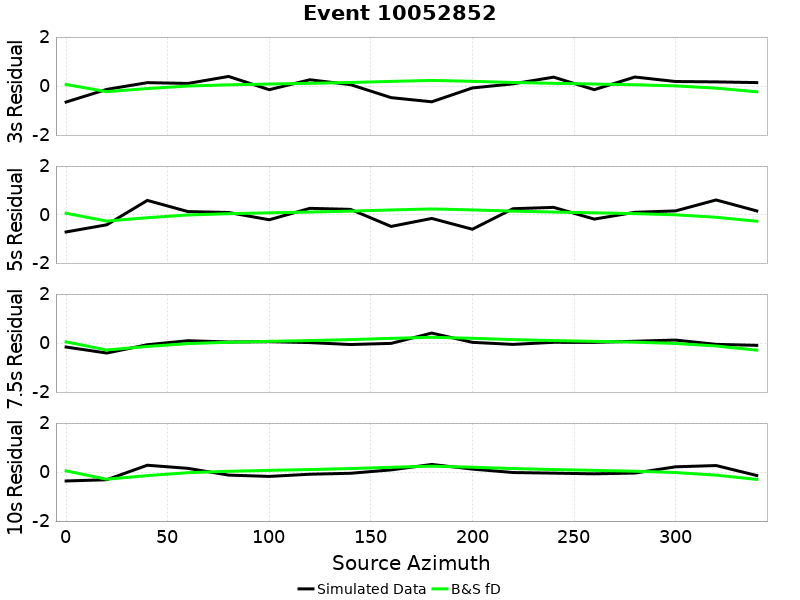 Event 10052852
3s Residual
2
0
-2
5s Residual
2
0
-2
7.5s Residual
2
0
-2
10s Residual
2
0
-2
0 50 100 150 200 250 300
Source Azimuth
Simulated Data B&S fD